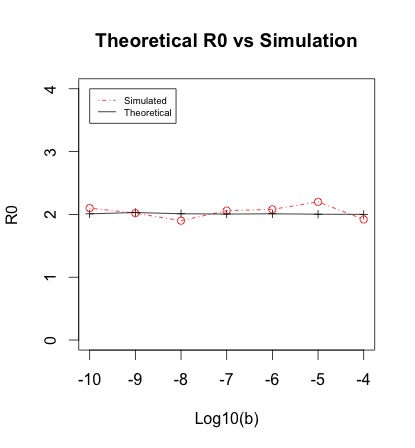 Theoretical R0 vs Simulation
4
3
2
1
0
R0
Simulated
Theoretical
-10 -9 -8 -7 -6 -5 -4
Log10(b)